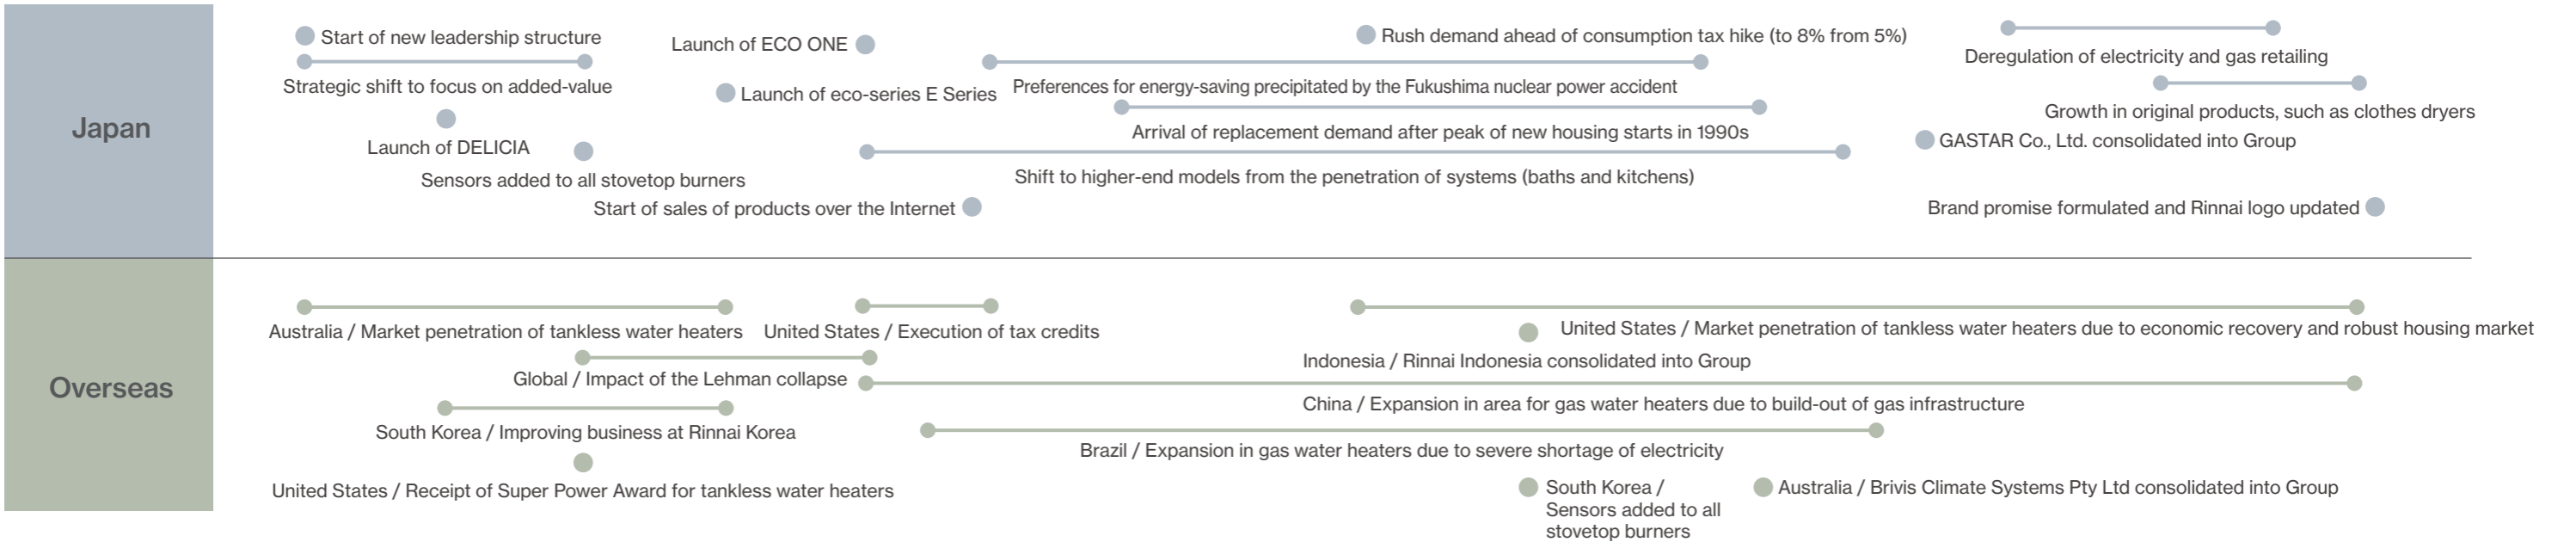 Japan
Start of new leadership structure
Launch of ECO ONE
Rush demand ahead of consumption tax hike (to 8% from 5%)
Deregulation of electricity and gas retailing
Strategic shift to focus on added-value
Launch of eco-series E Series
Preferences for energy-saving precipitated by the Fukushima nuclear power accident
Growth in original products, such as clothes dryers
Launch of DELICIA
Arrival of replacement demand after peak of new housing starts in 1990s
GASTAR Co., Ltd. consolidated into Group
Sensors added to all stovetop burners
Shift to higher-end models from the penetration of systems (baths and kitchens)
Start of sales of products over the Internet
Brand promise formulated and Rinnai logo updated
Overseas
Australia / Market penetration of tankless water heaters
United States / Execution of tax credits
United States / Market penetration of tankless water heaters due to economic recovery and robust housing market
Indonesia / Rinnai Indonesia consolidated into Group
Global / Impact of the Lehman collapse
China / Expansion in area for gas water heaters due to build-out of gas infrastructure
South Korea / Improving business at Rinnai Korea
Brazil / Expansion in gas water heaters due to severe shortage of electricity
United States / Receipt of Super Power Award for tankless water heaters
South Korea /
Sensors added to all
stovetop burners
Australia / Brivis Climate Systems Pty Ltd consolidated into Group